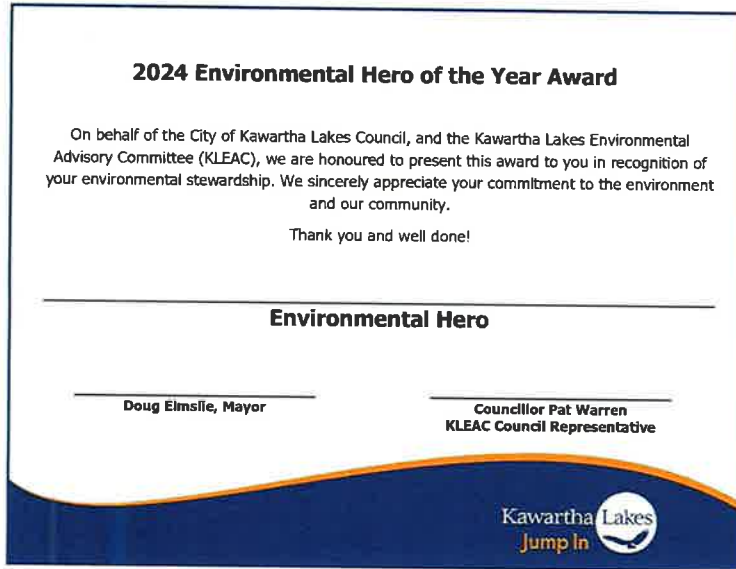 2024 Environmental Hero of the Year Award
On behalf of the City of Kawartha Lakes Council, and the Kawartha Lakes Environmental
Advisory Committee (KLEAC), we are honoured to present this award to you in recognition of
your environmental stewardship. We sincerely appreciate your commitment to the environment
and our community.
Thank you and well done!
Environmental Hero
Doug Elmslie, Mayor
Councillor Pat Warren
KLEAC Council Representative
Kawartha Lakes
Jump In